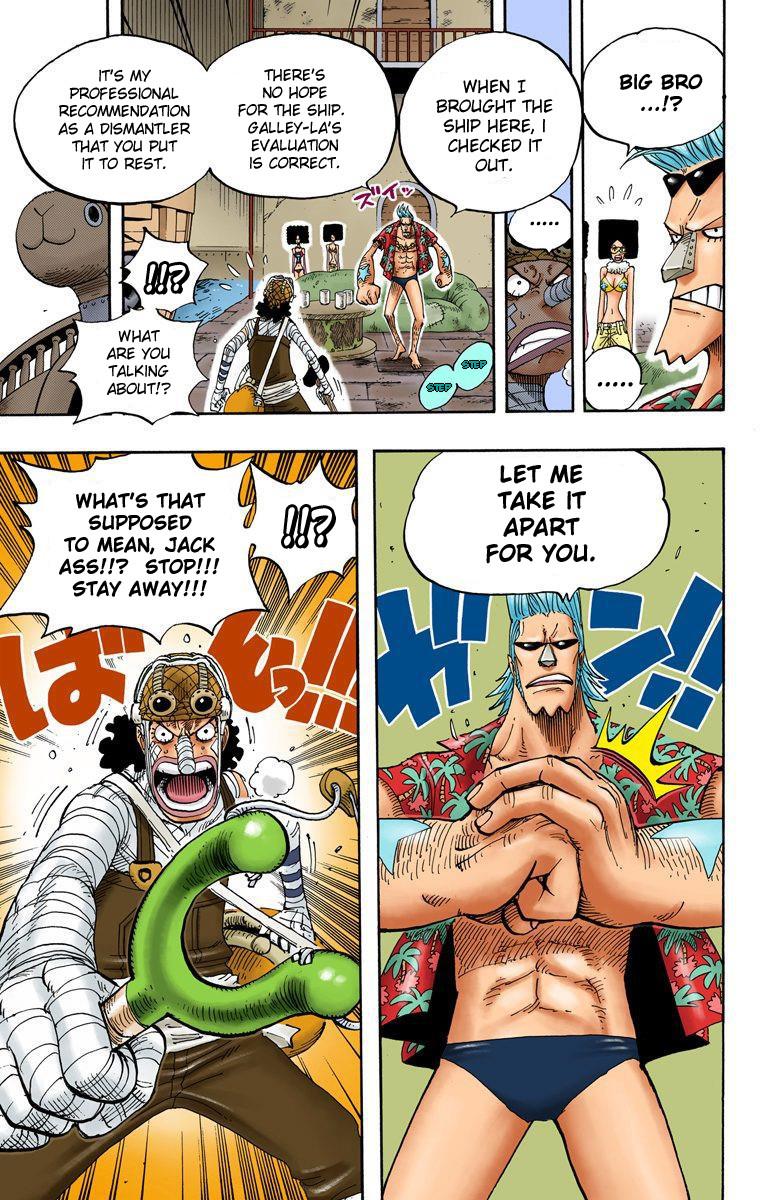 BIG BRO
...!?
.....
.....
WHEN I
BROUGHT THE
SHIP HERE, I
CHECKED IT
OUT.
THERE'S
NO HOPE
FOR THE SHIP.
GALLEY-LA'S
EVALUATION
IS CORRECT.
IT'S MY
PROFESSIONAL
RECOMMENDATION
AS A DISMANTLER
THAT YOU PUT
IT TO REST.
ズイッ
STEP
STEP
!!?
WHAT
ARE YOU
TALKING
ABOUT!?
LET ME
TAKE IT
APART
FOR YOU.
ガン!!
!!?
WHAT'S THAT
SUPPOSED
TO MEAN, JACK
ASS!!? STOP!!!
STAY AWAY!!!
ばんっ!!!